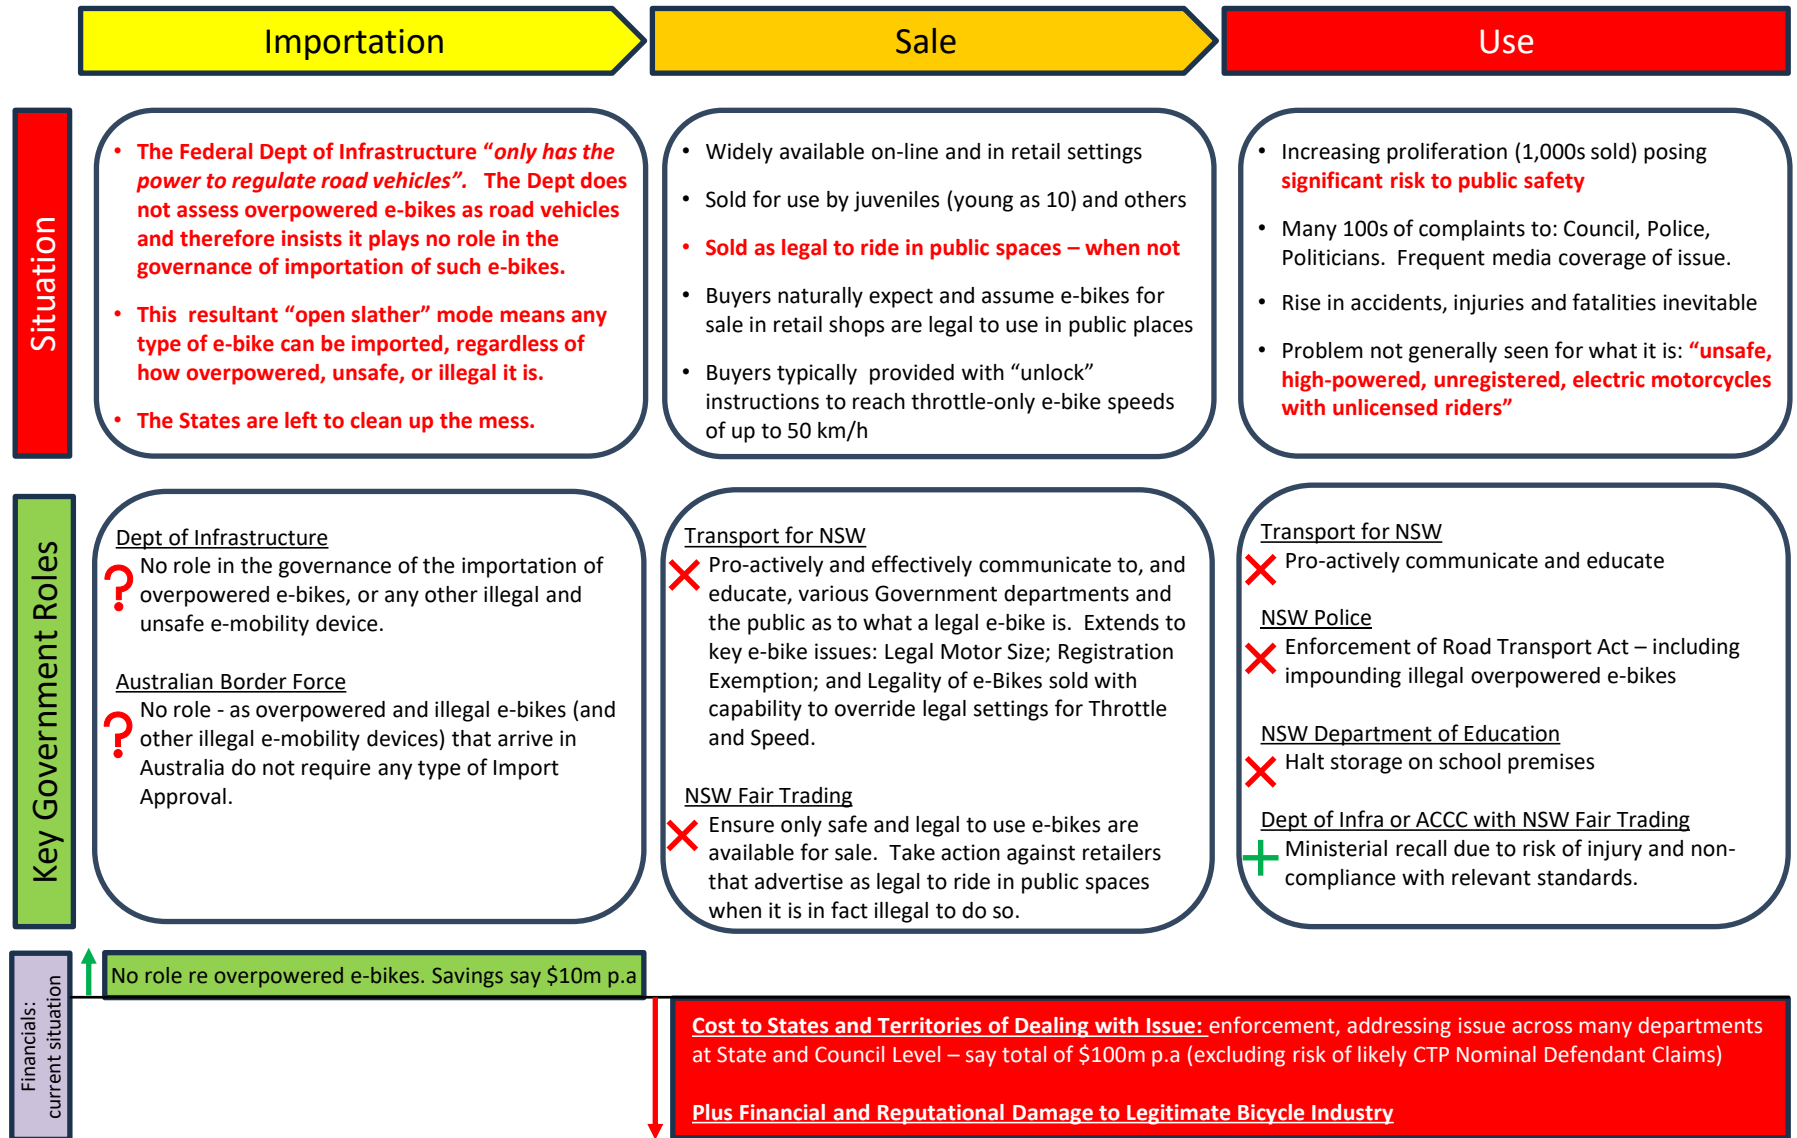 Importation
Sale
Use
Situation
• The Federal Dept of Infrastructure “only has the
power to regulate road vehicles”. The Dept does
not assess overpowered e-bikes as road vehicles
and therefore insists it plays no role in the
governance of importation of such e-bikes.
• This resultant “open slather” mode means any
type of e-bike can be imported, regardless of
how overpowered, unsafe, or illegal it is.
• The States are left to clean up the mess.
• Widely available on-line and in retail settings
• Sold for use by juveniles (young as 10) and others
• Sold as legal to ride in public spaces – when not
• Buyers naturally expect and assume e-bikes for
sale in retail shops are legal to use in public places
• Buyers typically provided with “unlock”
instructions to reach throttle-only e-bike speeds
of up to 50 km/h
• Increasing proliferation (1,000s sold) posing
significant risk to public safety
• Many 100s of complaints to: Council, Police,
Politicians. Frequent media coverage of issue.
• Rise in accidents, injuries and fatalities inevitable
• Problem not generally seen for what it is: “unsafe,
high-powered, unregistered, electric motorcycles
with unlicensed riders”
Key Government Roles
Dept of Infrastructure
? No role in the governance of the importation of
overpowered e-bikes, or any other illegal and
unsafe e-mobility device.
Australian Border Force
? No role - as overpowered and illegal e-bikes (and
other illegal e-mobility devices) that arrive in
Australia do not require any type of Import
Approval.
Transport for NSW
Pro-actively and effectively communicate to, and
educate, various Government departments and
the public as to what a legal e-bike is. Extends to
key e-bike issues: Legal Motor Size; Registration
Exemption; and Legality of e-Bikes sold with
capability to override legal settings for Throttle
and Speed.
NSW Fair Trading
Ensure only safe and legal to use e-bikes are
available for sale. Take action against retailers
that advertise as legal to ride in public spaces
when it is in fact illegal to do so.
Transport for NSW
Pro-actively communicate and educate
NSW Police
Enforcement of Road Transport Act – including
impounding illegal overpowered e-bikes
NSW Department of Education
Halt storage on school premises
Dept of Infra or ACCC with NSW Fair Trading
Ministerial recall due to risk of injury and non-
compliance with relevant standards.
Financials:
current situation
No role re overpowered e-bikes. Savings say $10m p.a
Cost to States and Territories of Dealing with Issue: enforcement, addressing issue across many departments
at State and Council Level – say total of $100m p.a (excluding risk of likely CTP Nominal Defendant Claims)
Plus Financial and Reputational Damage to Legitimate Bicycle Industry